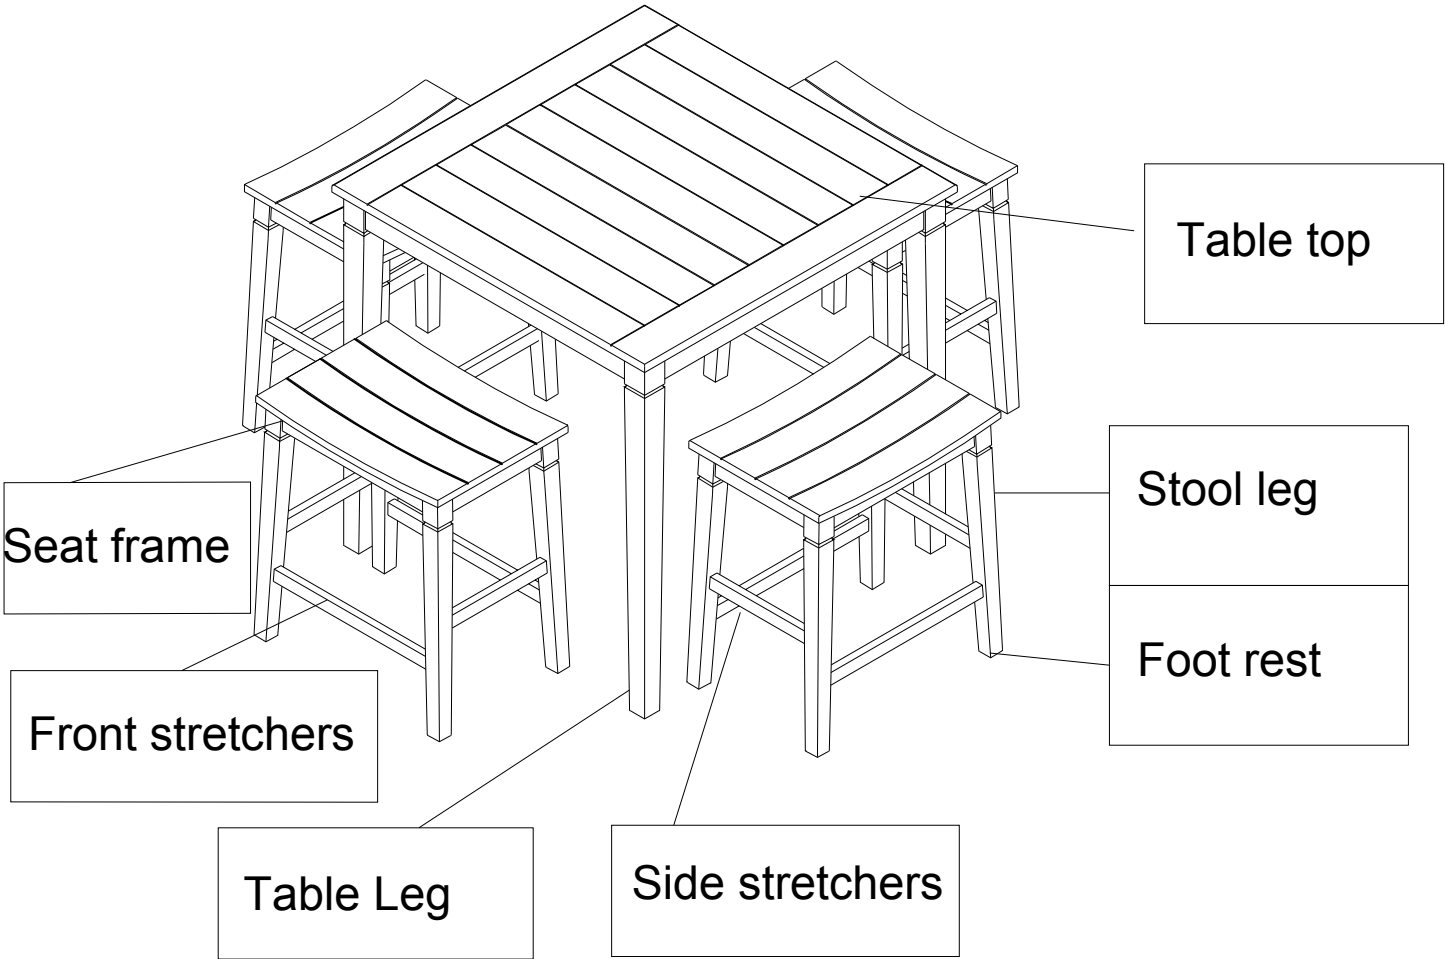 Table top
Stool leg
Seat frame
Foot rest
Front stretchers
Side stretchers
Table Leg